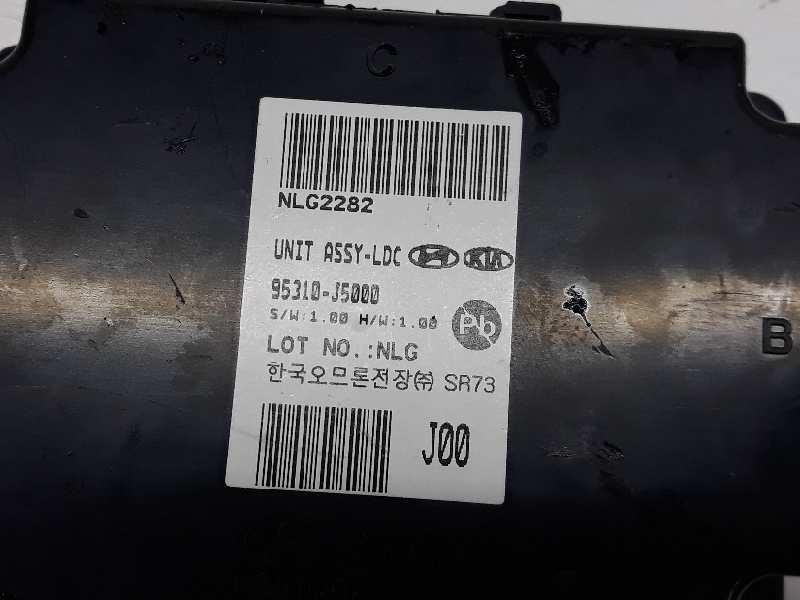 C
NLG2282
UNIT ASSY-LDC H KIA
95310-J5000
S/W:1.00 H/W:1.00 Pb
LOT NO.:NLG
한국오므론전장㈜ SR73
J00
B